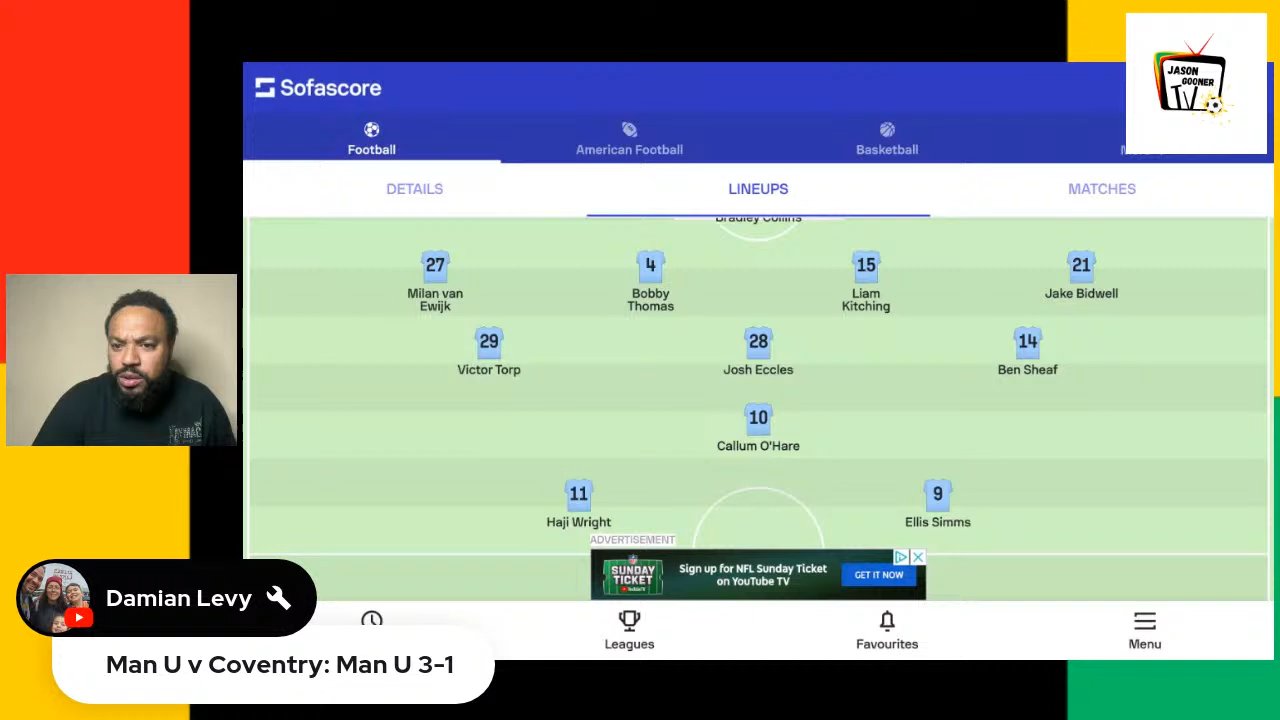 JASON
GOONER
TV
Sofascore
Football
American Football
Basketball
DETAILS
LINEUPS
MATCHES
Bradley Collins
27
4
15
21
Milan van
Ewijk
Bobby
Thomas
Liam
Kitching
Jake Bidwell
29
28
14
Victor Torp
Josh Eccles
Ben Sheaf
10
Callum O'Hare
11
9
Haji Wright
Ellis Simms
ADVERTISEMENT
SUNDAY
TICKET
Sign up for NFL Sunday Ticket
on YouTube TV
GET IT NOW
Leagues
Favourites
Menu
Damian Levy
Man U v Coventry: Man U 3-1